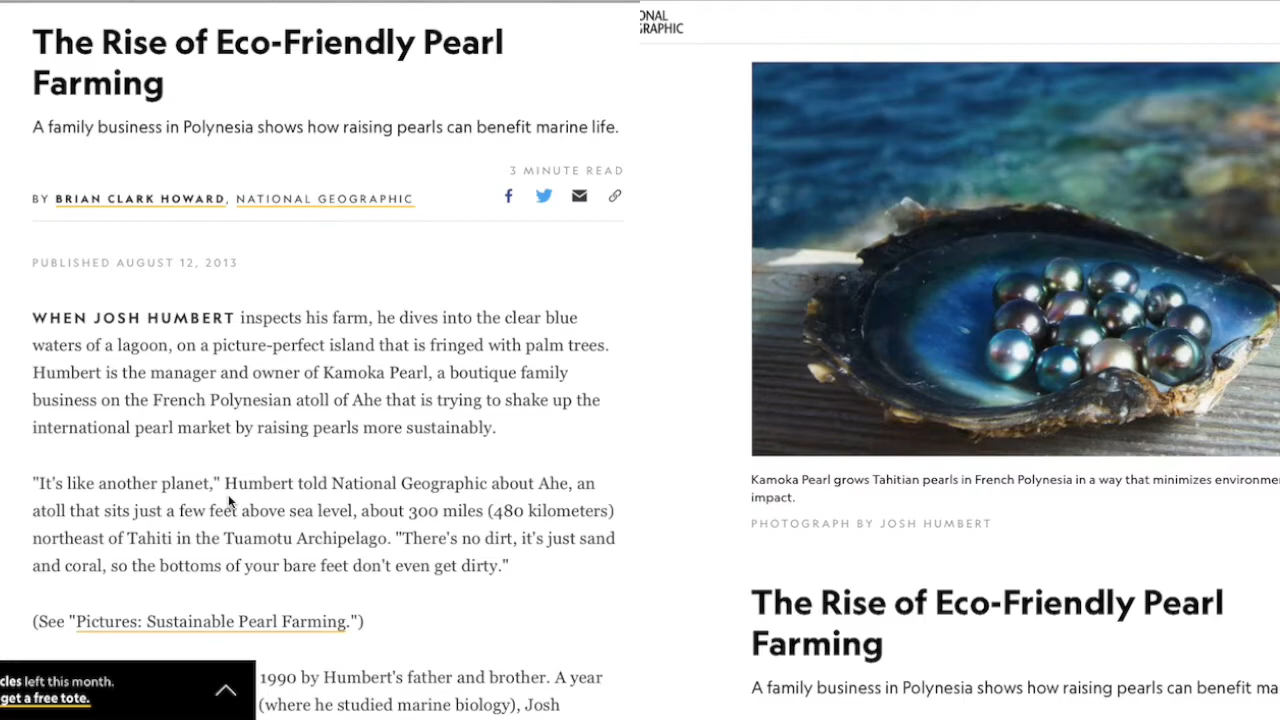 The Rise of Eco-Friendly Pearl
Farming
A family business in Polynesia shows how raising pearls can benefit marine life.
3 MINUTE READ
BY BRIAN CLARK HOWARD, NATIONAL GEOGRAPHIC
PUBLISHED AUGUST 12, 2013
WHEN JOSH HUMBERT inspects his farm, he dives into the clear blue
waters of a lagoon, on a picture-perfect island that is fringed with palm trees.
Humbert is the manager and owner of Kamoka Pearl, a boutique family
business on the French Polynesian atoll of Ahe that is trying to shake up the
international pearl market by raising pearls more sustainably.
"It's like another planet," Humbert told National Geographic about Ahe, an
atoll that sits just a few feet above sea level, about 300 miles (480 kilometers)
northeast of Tahiti in the Tuamotu Archipelago. "There's no dirt, it's just sand
and coral, so the bottoms of your bare feet don't even get dirty."
(See "Pictures: Sustainable Pearl Farming.")
1990 by Humbert's father and brother. A year
(where he studied marine biology), Josh
cles left this month.
get a free tote.
ONAL
GRAPHIC
Kamoka Pearl grows Tahitian pearls in French Polynesia in a way that minimizes environme
impact.
PHOTOGRAPH BY JOSH HUMBERT
The Rise of Eco-Friendly Pearl
Farming
A family business in Polynesia shows how raising pearls can benefit ma